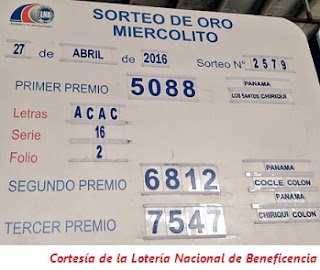 LNB
SORTEO DE ORO
MIERCOLITO
27 de ABRIL de 2016 Sorteo N° 2579
PRIMER PREMIO 5088 PANAMA
LOS SANTOS CHIRIQUI
Letras ACAC
Serie 16
Folio 2
SEGUNDO PREMIO 6812 PANAMA
COCLE COLON
TERCER PREMIO 7547 PANAMA
CHIRIQUI COLON
Cortesía de la Lotería Nacional de Beneficencia